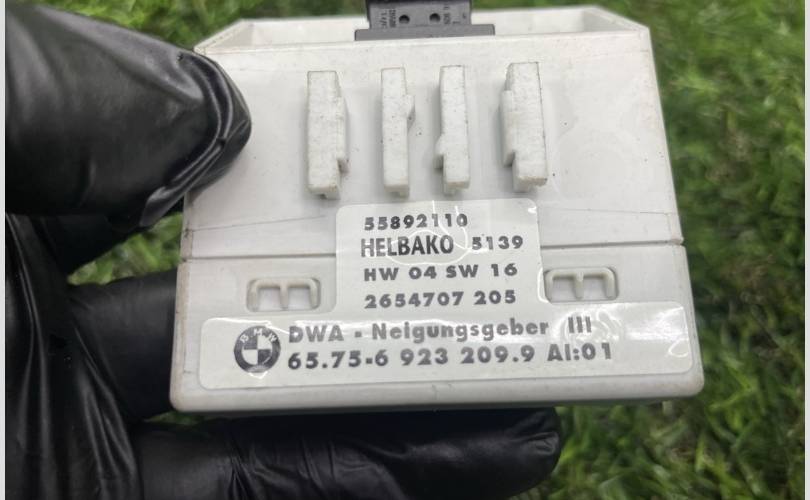 55892110
HELBAKO 5139
HW 04 SW 16
2654707 205
BMW
DWA - Neigungsgeber III
65.75-6 923 209.9 AI:01